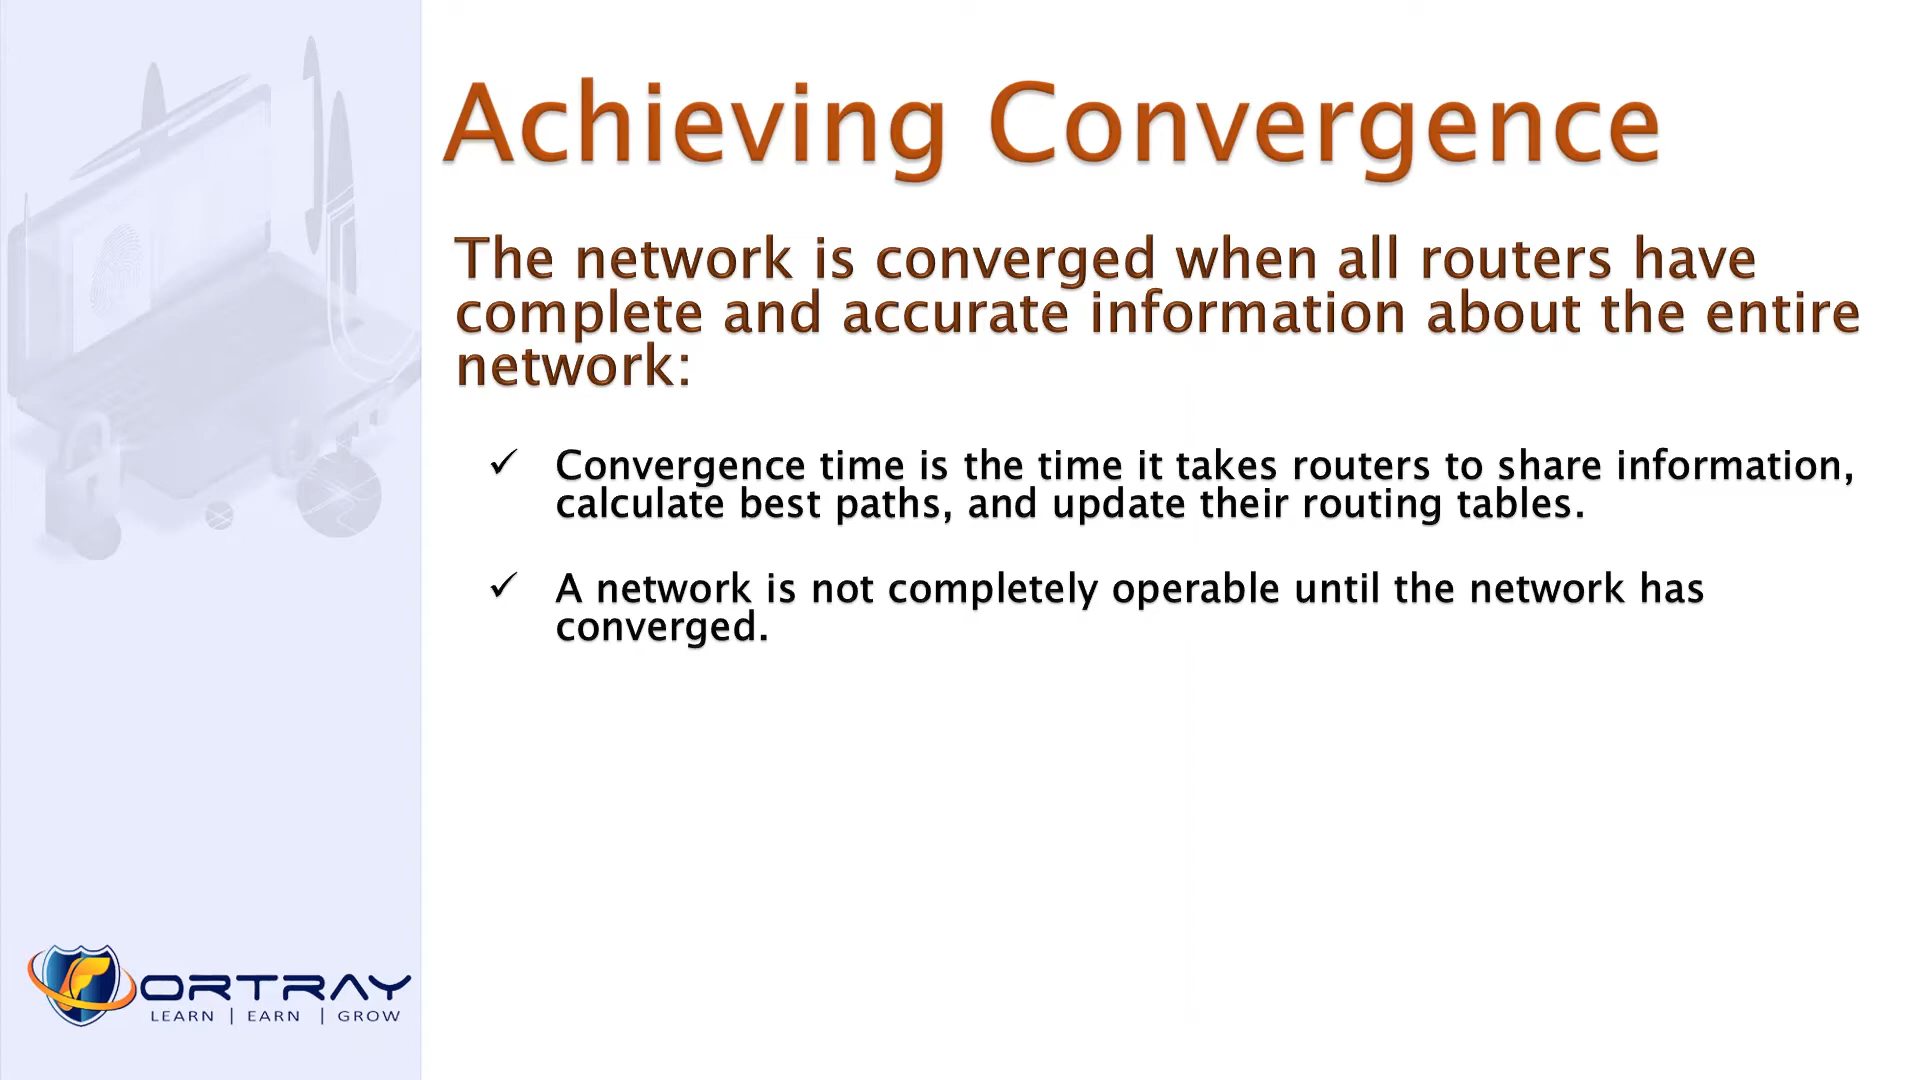 Achieving Convergence
The network is converged when all routers have
complete and accurate information about the entire
network:
✓ Convergence time is the time it takes routers to share information,
calculate best paths, and update their routing tables.
✓ A network is not completely operable until the network has
converged.
FORTRAY
LEARN | EARN | GROW